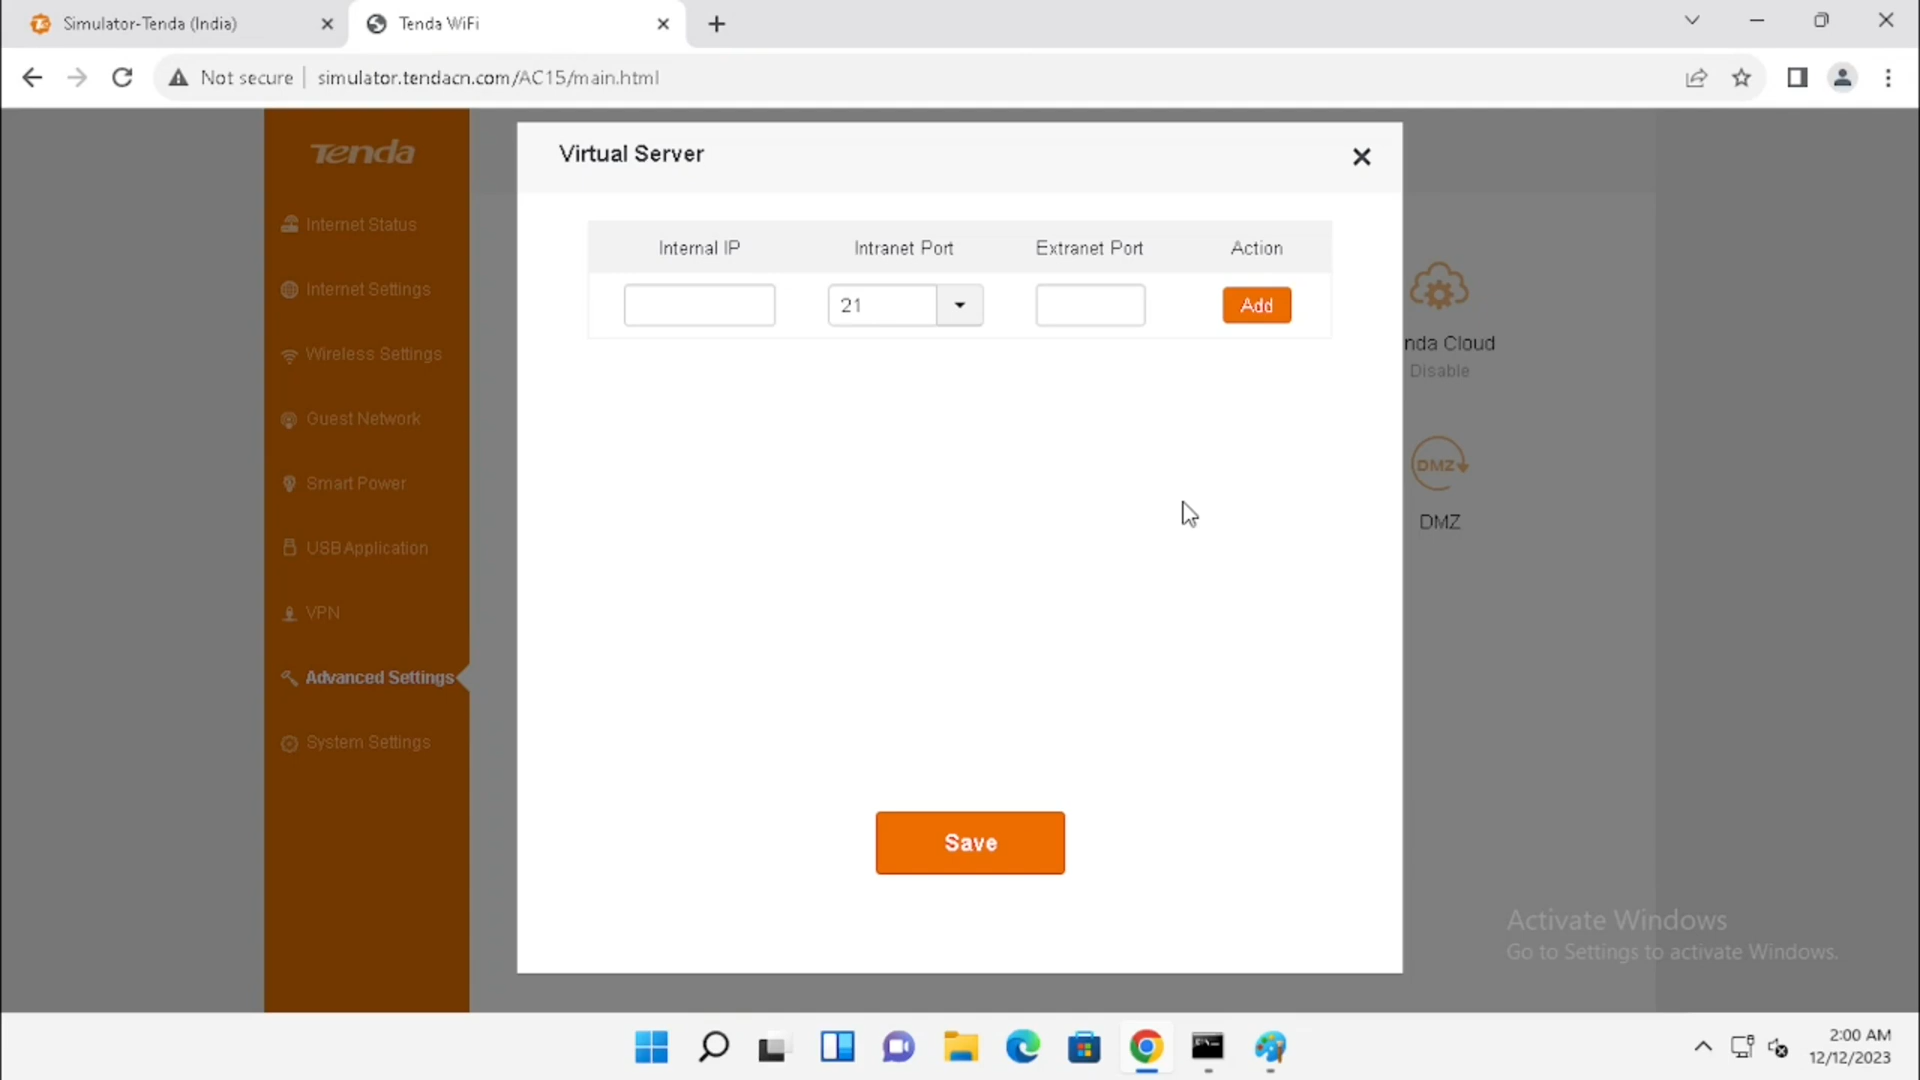 Simulator-Tenda (India)
Tenda WiFi
Not secure
simulator.tendacn.com/AC15/main.html
Tenda
Virtual Server
Internet Status
Internal IP
Intranet Port
Extranet Port
Action
21
Add
Internet Settings
Wireless Settings
nda Cloud
Disable
Guest Network
Smart Power
DMZ
DMZ
USB Application
VPN
Advanced Settings
System Settings
Save
Activate Windows
Go to Settings to activate Windows.
2:00 AM
12/12/2023